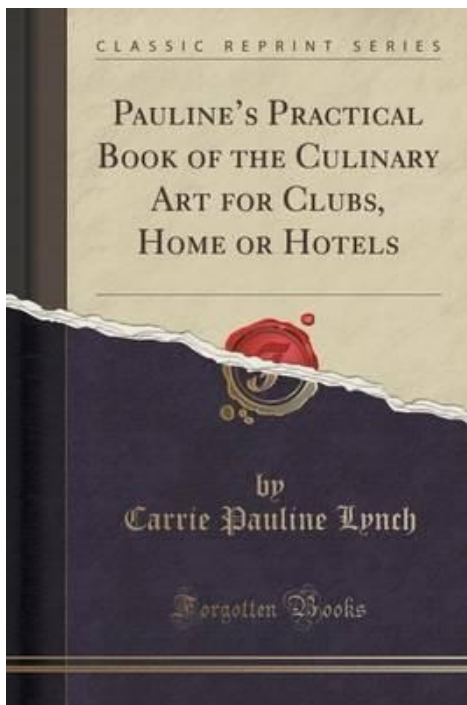 CLASSIC REPRINT SERIES
PAULINE'S PRACTICAL
BOOK OF THE CULINARY
ART FOR CLUBS,
HOME OR HOTELS
by
Carrie Pauline Lynch
Forgotten Books